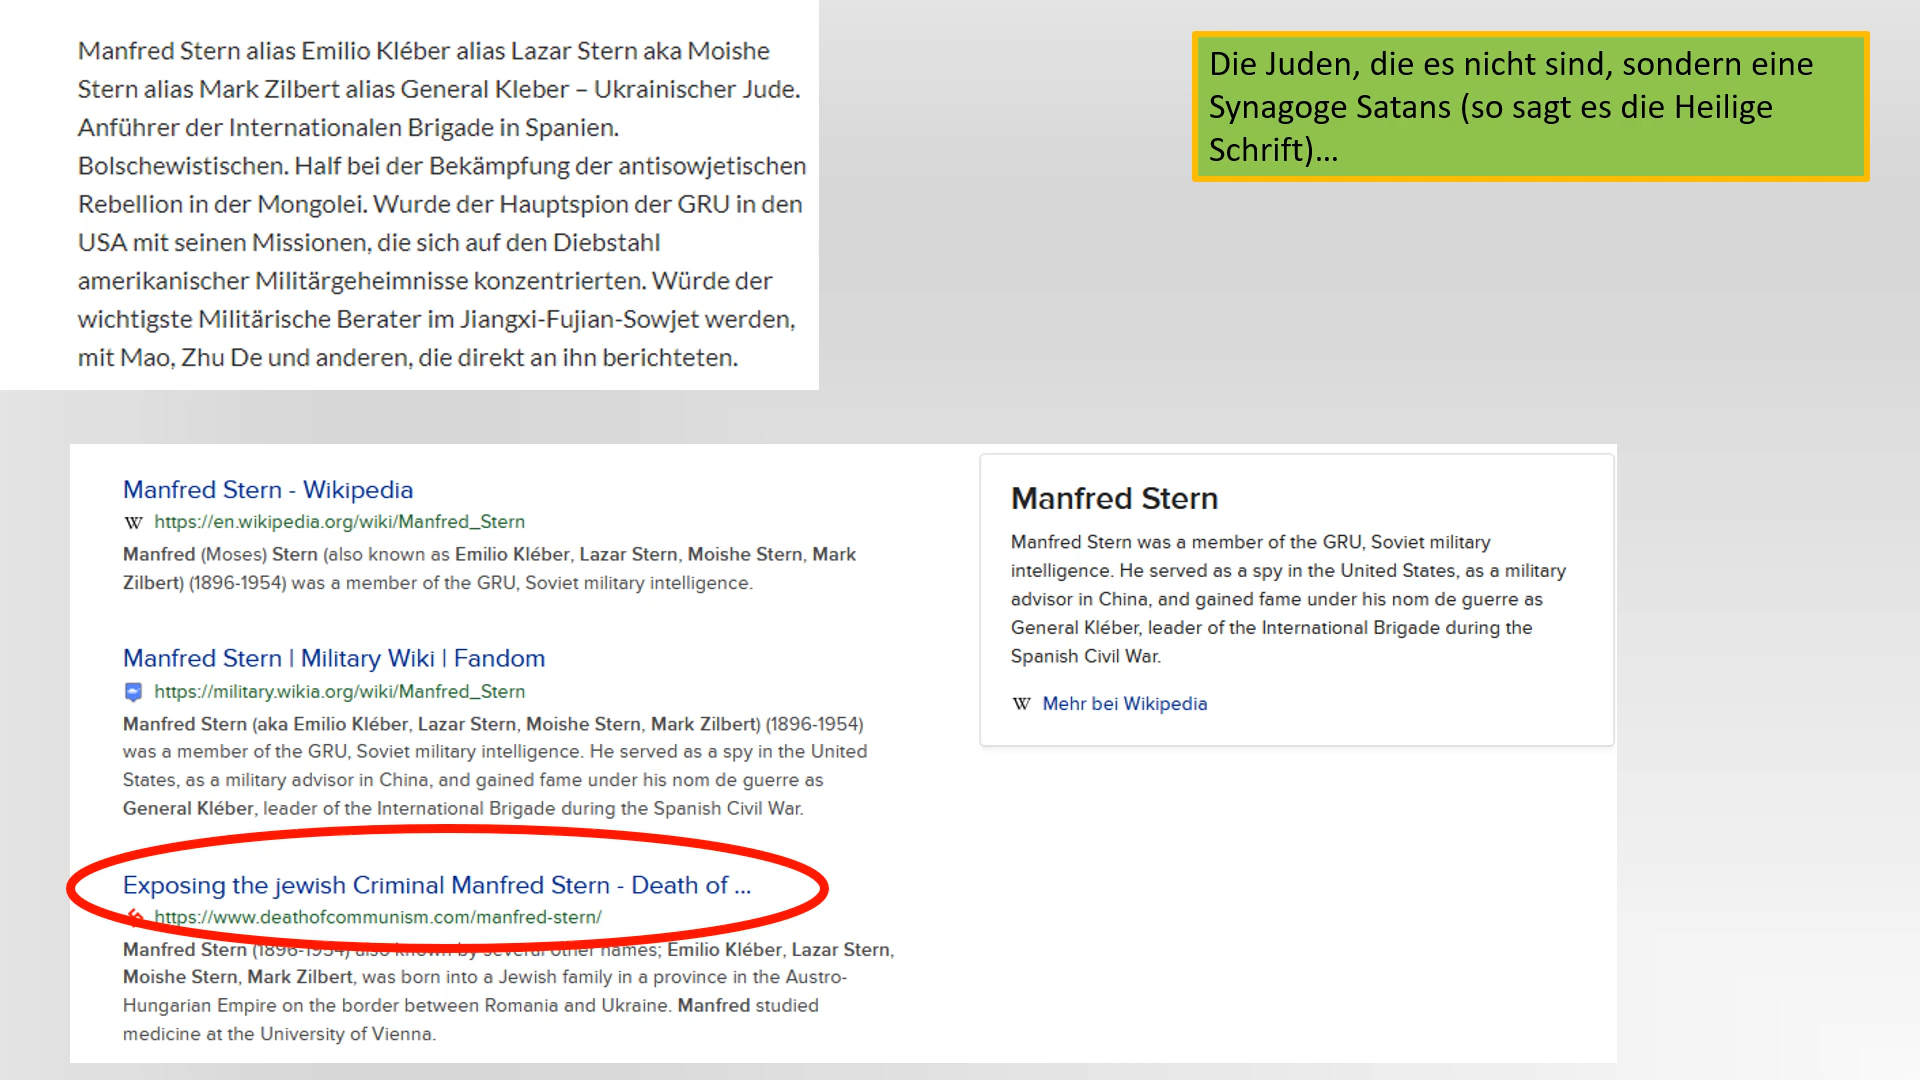 Manfred Stern alias Emilio Kléber alias Lazar Stern aka Moishe
Stern alias Mark Zilbert alias General Kleber – Ukrainischer Jude.
Anführer der Internationalen Brigade in Spanien.
Bolschewistischen. Half bei der Bekämpfung der antisowjetischen
Rebellion in der Mongolei. Wurde der Hauptspion der GRU in den
USA mit seinen Missionen, die sich auf den Diebstahl
amerikanischer Militärgeheimnisse konzentrierten. Würde der
wichtigste Militärische Berater im Jiangxi-Fujian-Sowjet werden,
mit Mao, Zhu De und anderen, die direkt an ihn berichteten.
Die Juden, die es nicht sind, sondern eine
Synagoge Satans (so sagt es die Heilige
Schrift)...
Manfred Stern - Wikipedia
W https://en.wikipedia.org/wiki/Manfred_Stern
Manfred (Moses) Stern (also known as Emilio Kléber, Lazar Stern, Moishe Stern, Mark
Zilbert) (1896-1954) was a member of the GRU, Soviet military intelligence.
Manfred Stern | Military Wiki | Fandom
https://military.wikia.org/wiki/Manfred_Stern
Manfred Stern (aka Emilio Kléber, Lazar Stern, Moishe Stern, Mark Zilbert) (1896-1954)
was a member of the GRU, Soviet military intelligence. He served as a spy in the United
States, as a military advisor in China, and gained fame under his nom de guerre as
General Kléber, leader of the International Brigade during the Spanish Civil War.
Exposing the jewish Criminal Manfred Stern - Death of ...
https://www.deathofcommunism.com/manfred-stern/
Manfred Stern (1896-1954) also known by several other names; Emilio Kléber, Lazar Stern,
Moishe Stern, Mark Zilbert, was born into a Jewish family in a province in the Austro-
Hungarian Empire on the border between Romania and Ukraine. Manfred studied
medicine at the University of Vienna.
Manfred Stern
Manfred Stern was a member of the GRU, Soviet military
intelligence. He served as a spy in the United States, as a military
advisor in China, and gained fame under his nom de guerre as
General Kléber, leader of the International Brigade during the
Spanish Civil War.
W Mehr bei Wikipedia